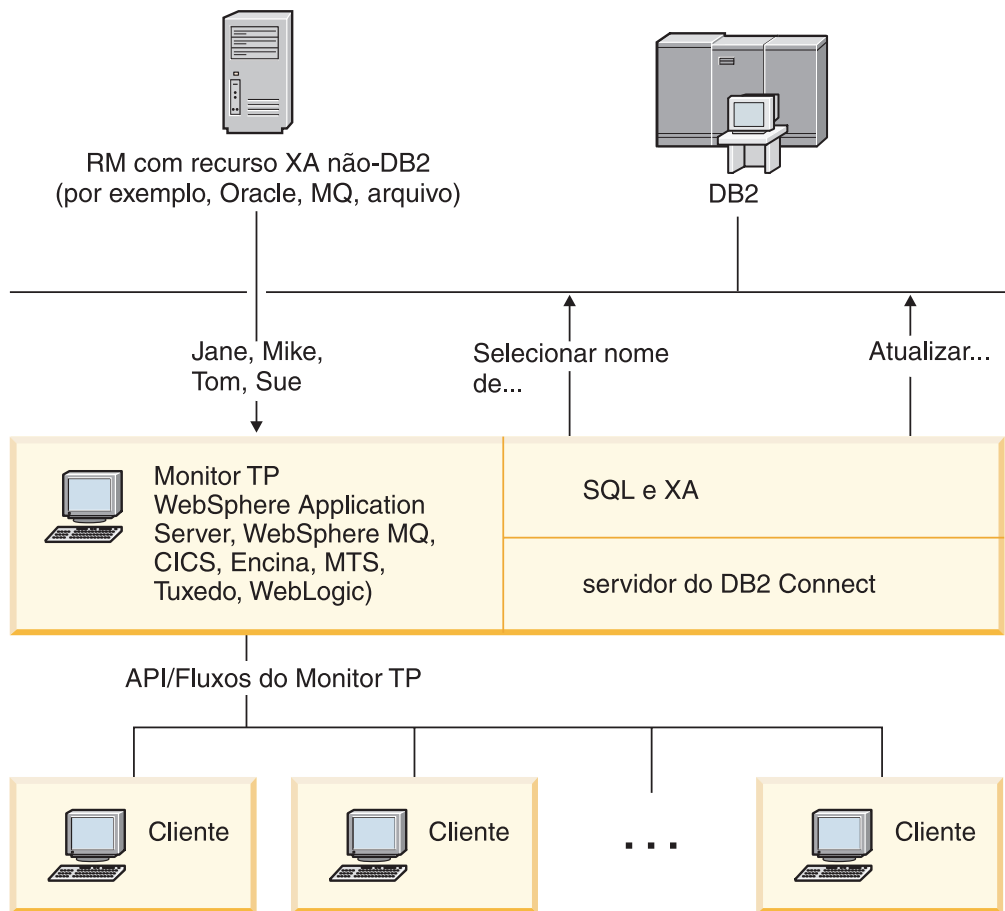 RM com recurso XA não-DB2
(por exemplo, Oracle, MQ, arquivo)
DB2
Jane, Mike,
Tom, Sue
Selecionar nome
de...
Atualizar...
Monitor TP
WebSphere Application
Server, WebSphere MQ,
CICS, Encina, MTS,
Tuxedo, WebLogic)
SQL e XA
servidor do DB2 Connect
API/Fluxos do Monitor TP
Cliente
Cliente
...
Cliente